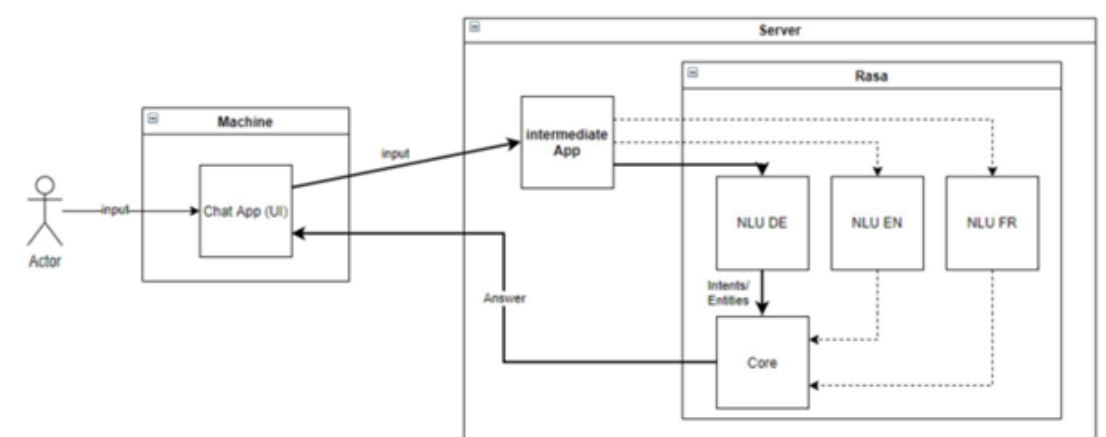 Server
Rasa
Machine
intermediate
App
input
Chat App (UI)
input
Actor
NLU DE
NLU EN
NLU FR
Intents/
Entities
Answer
Core